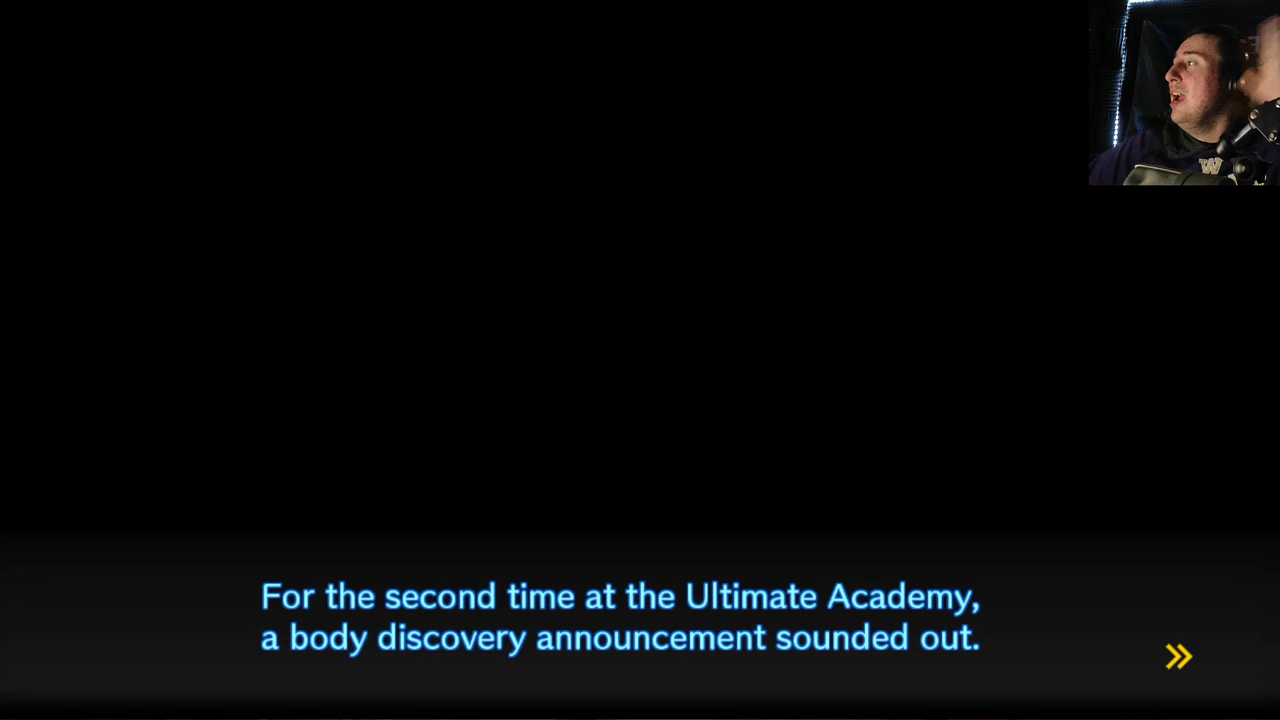 W
For the second time at the Ultimate Academy,
a body discovery announcement sounded out.